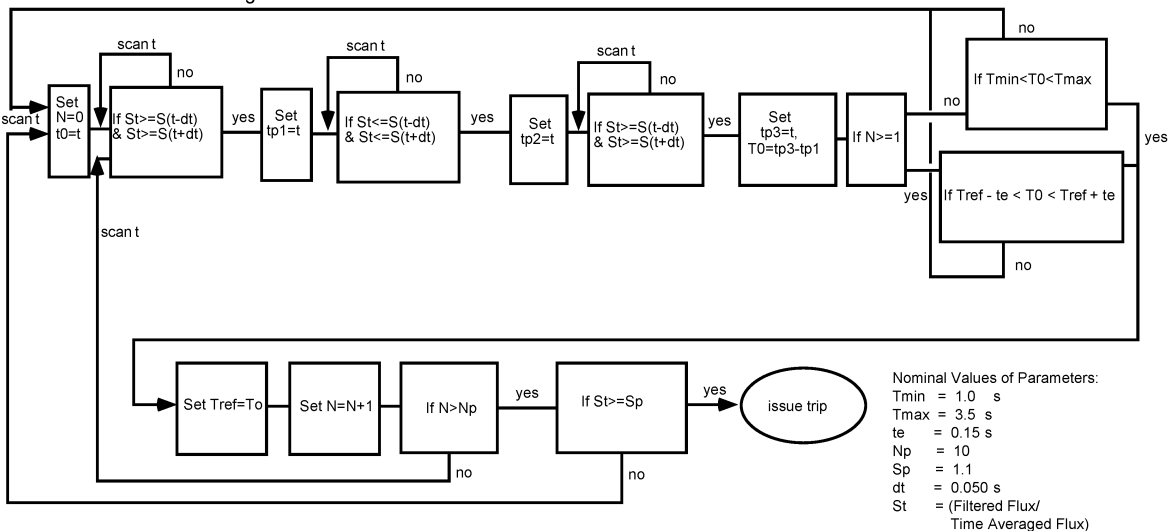 scan t
scan t
scan t
no
no
no
no
Set
N=0
t0=t
scan t
If St>=S(t-dt)
& St>=S(t+dt)
yes
Set
tp1=t
If St<=S(t-dt)
& St<=S(t+dt)
yes
Set
tp2=t
If St>=S(t-dt)
& St>=S(t+dt)
yes
Set
tp3=t,
T0=tp3-tp1
If N>=1
no
If Tmin<T0<Tmax
yes
yes
If Tref - te < T0 < Tref + te
no
scan t
Set Tref=To
Set N=N+1
If N>Np
yes
If St>=Sp
yes
issue trip
no
no
Nominal Values of Parameters:
Tmin = 1.0 s
Tmax = 3.5 s
te = 0.15 s
Np = 10
Sp = 1.1
dt = 0.050 s
St = (Filtered Flux/
Time Averaged Flux)